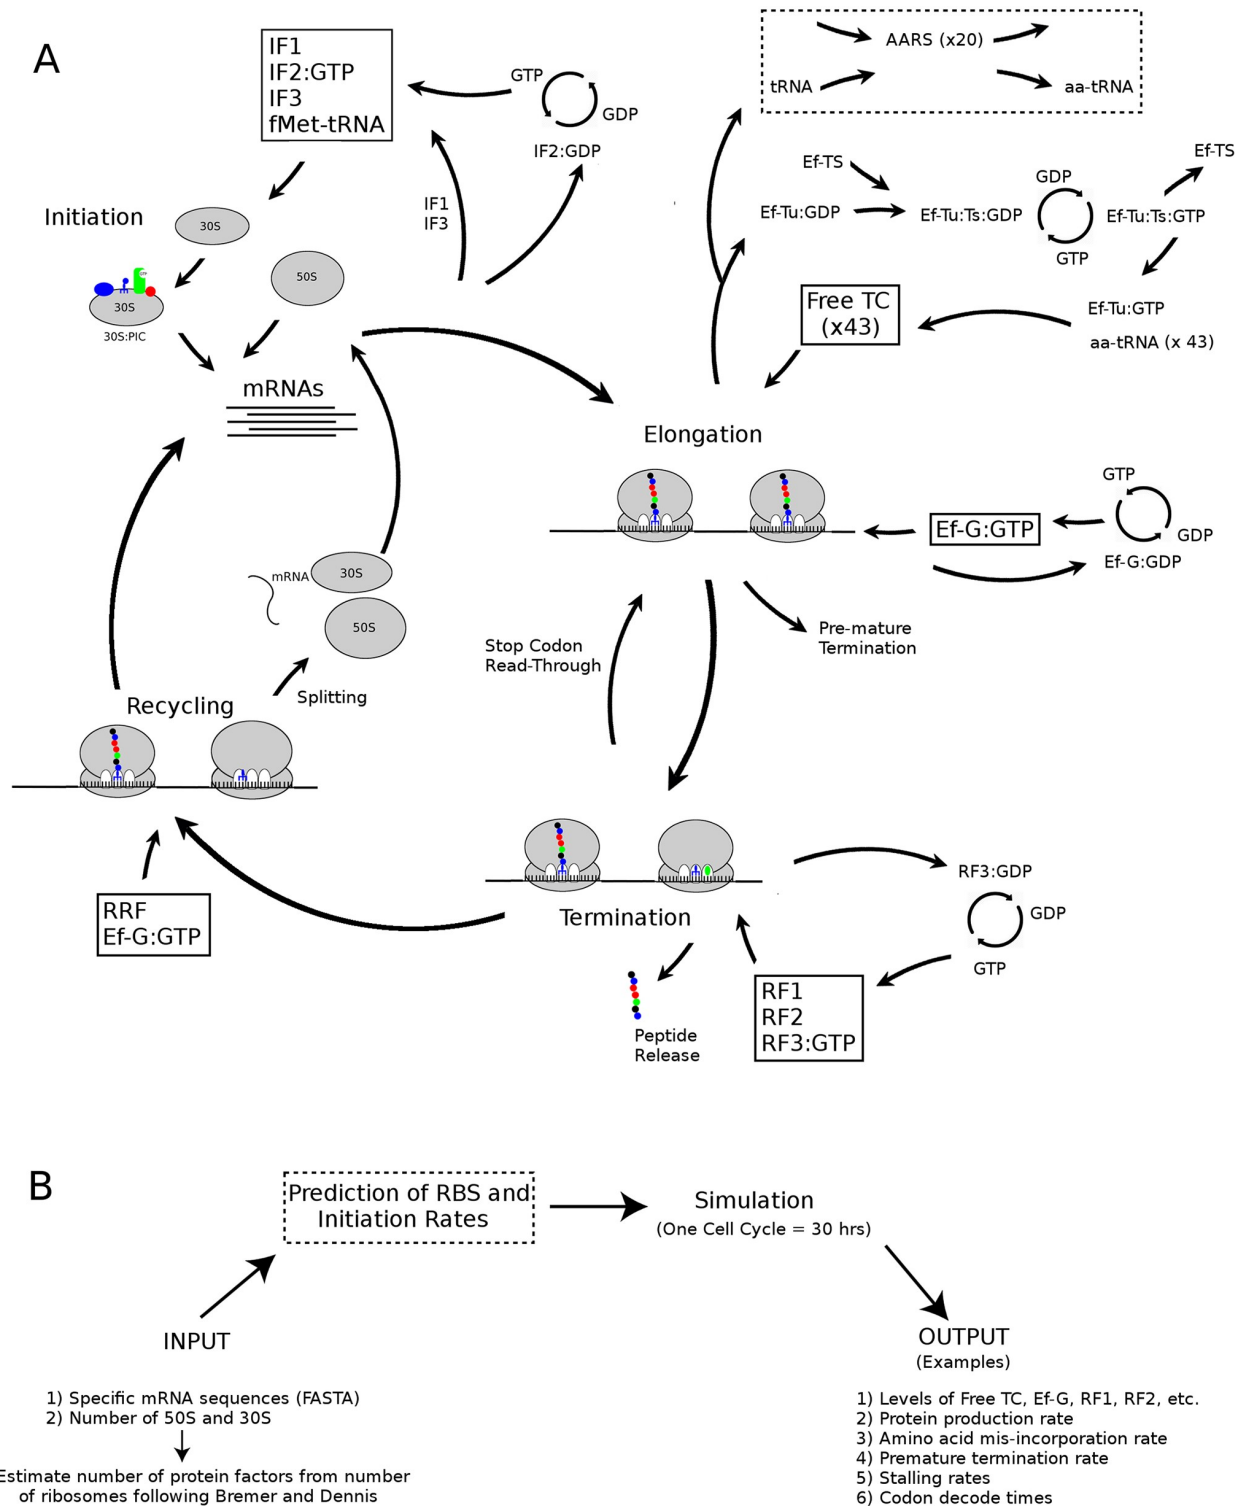 A
IF1
IF2:GTP
IF3
fMet-tRNA
GTP
GDP
IF2:GDP
IF1
IF3
AARS (x20)
tRNA
aa-tRNA
Ef-TS
Ef-TS
Ef-Tu:GDP
Ef-Tu:Ts:GDP
GDP
GTP
Ef-Tu:Ts:GTP
Ef-Tu:GTP
aa-tRNA (x 43)
Free TC
(x43)
Initiation
30S
50S
30S
30S:PIC
mRNAs
Elongation
Ef-G:GTP
GTP
GDP
Ef-G:GDP
mRNA
30S
50S
Splitting
Recycling
Stop Codon
Read-Through
Pre-mature
Termination
RRF
Ef-G:GTP
Termination
Peptide
Release
RF1
RF2
RF3:GTP
RF3:GDP
GDP
GTP
B
Prediction of RBS and
Initiation Rates
Simulation
(One Cell Cycle = 30 hrs)
INPUT
1) Specific mRNA sequences (FASTA)
2) Number of 50S and 30S
Estimate number of protein factors from number
of ribosomes following Bremer and Dennis
OUTPUT
(Examples)
1) Levels of Free TC, Ef-G, RF1, RF2, etc.
2) Protein production rate
3) Amino acid mis-incorporation rate
4) Premature termination rate
5) Stalling rates
6) Codon decode times